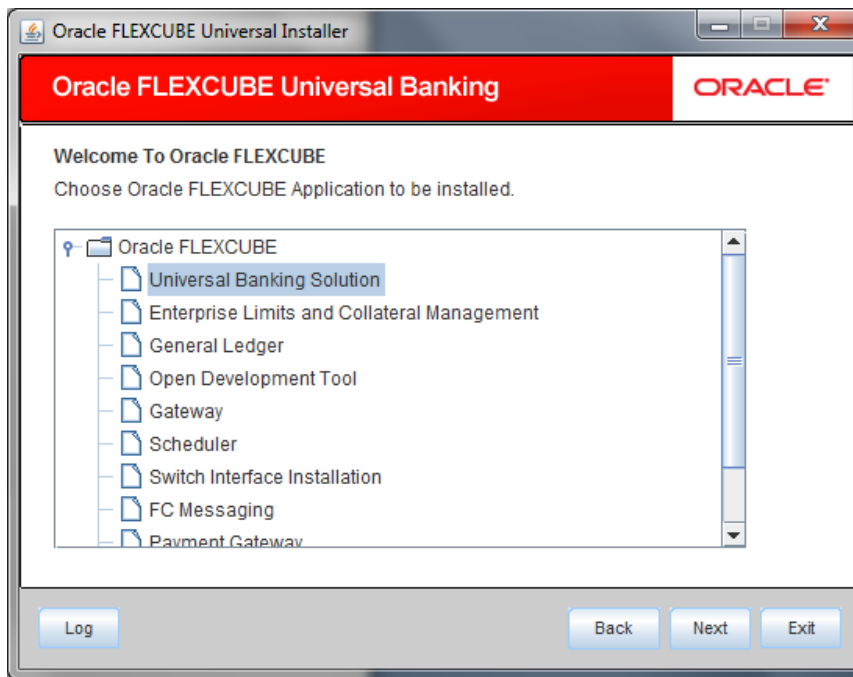 Oracle FLEXCUBE Universal Installer
Oracle FLEXCUBE Universal Banking
ORACLE
Welcome To Oracle FLEXCUBE
Choose Oracle FLEXCUBE Application to be installed.
Oracle FLEXCUBE
Universal Banking Solution
Enterprise Limits and Collateral Management
General Ledger
Open Development Tool
Gateway
Scheduler
Switch Interface Installation
FC Messaging
Payment Gateway
Log
Back
Next
Exit